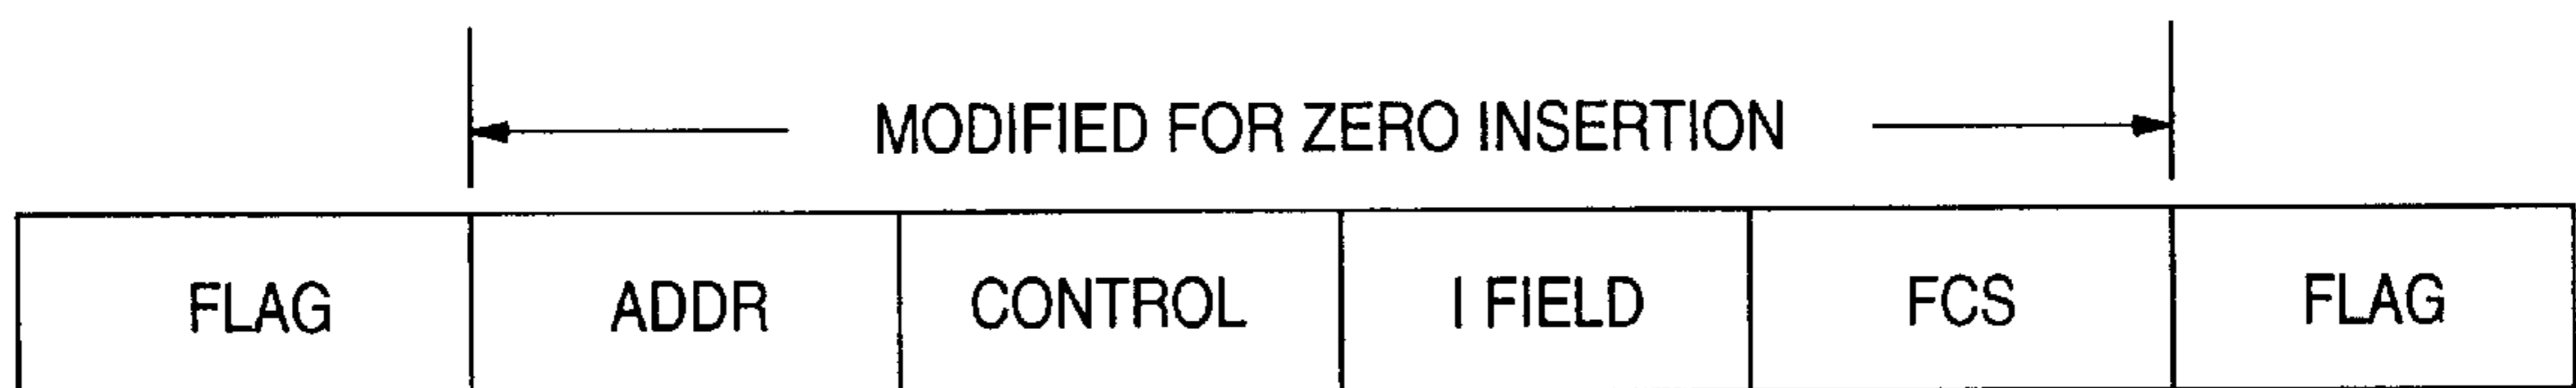 MODIFIED FOR ZERO INSERTION
FLAG ADDR CONTROL I FIELD FCS FLAG